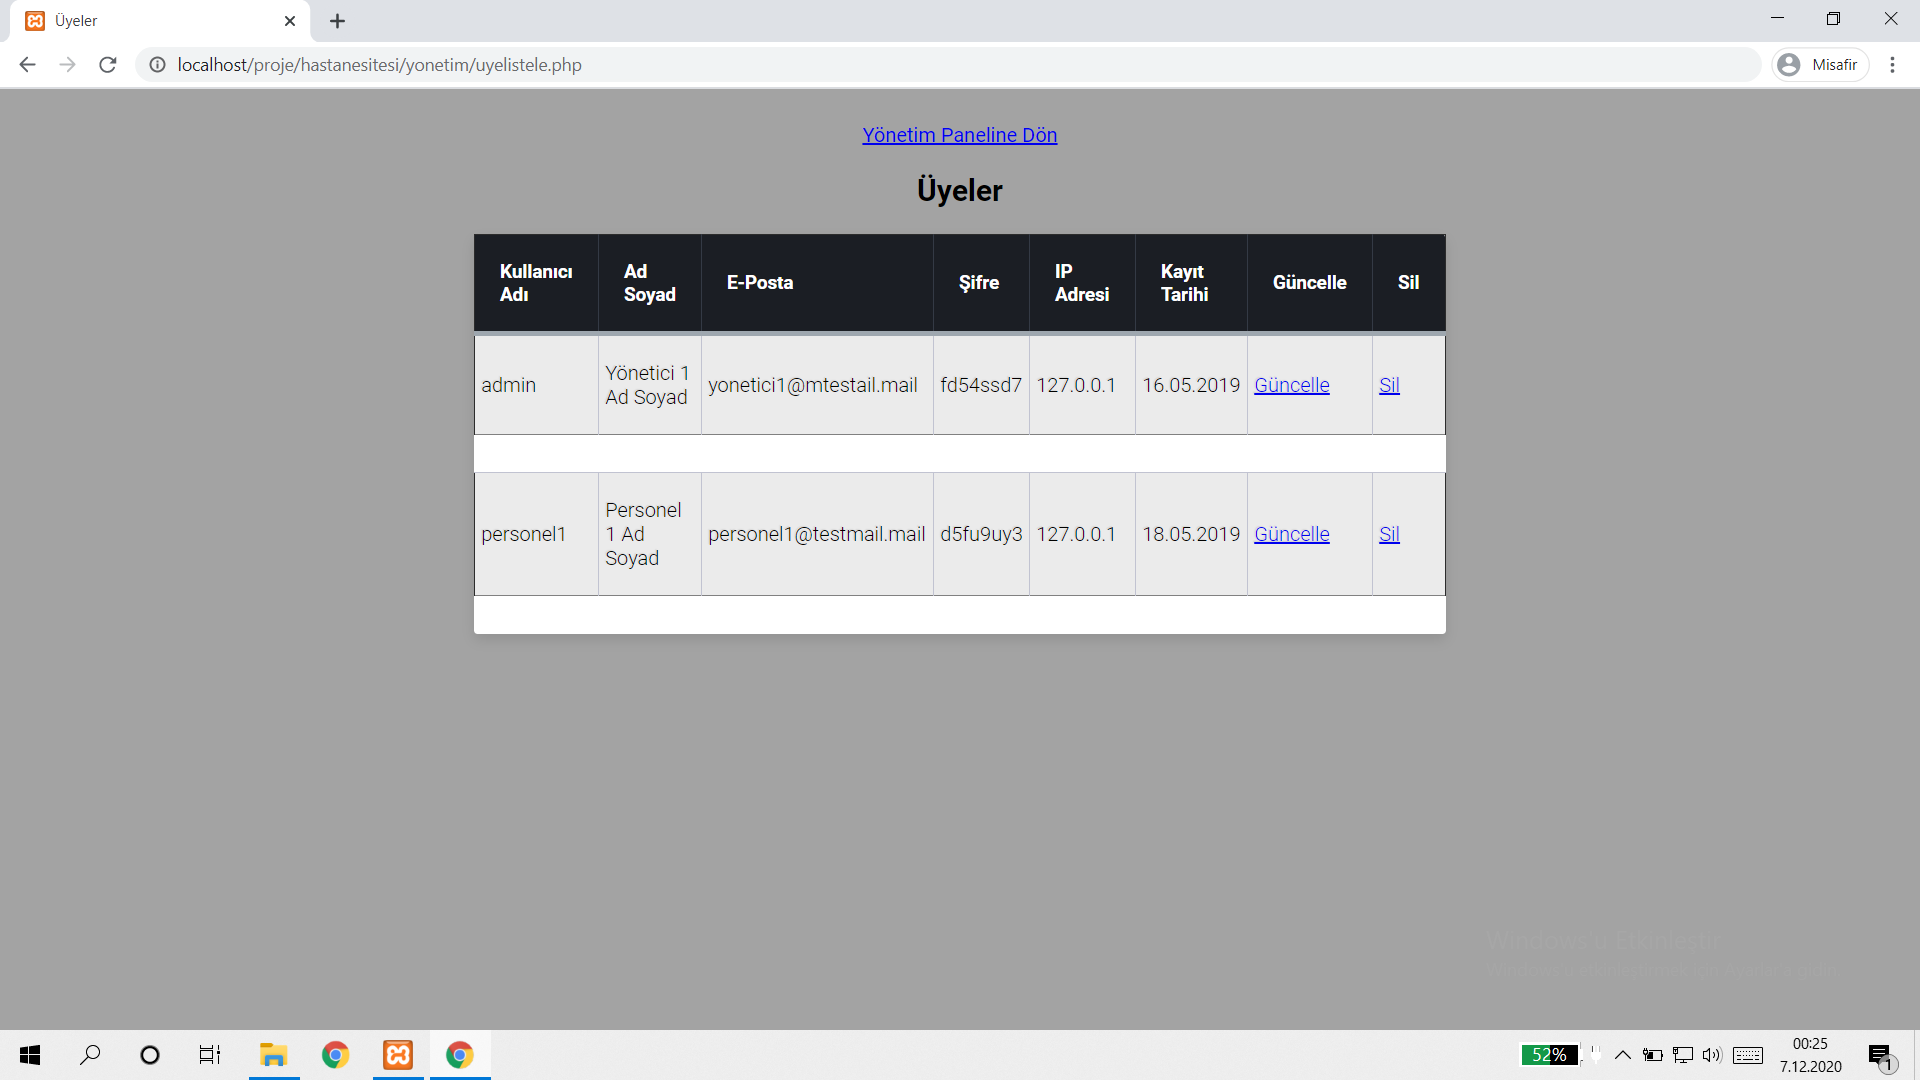 Üyeler
localhost/proje/hastanesitesi/yonetim/uyelistele.php
Misafir
Yönetim Paneline Dön
Üyeler
Kullanıcı Adı
Ad Soyad
E-Posta
Şifre
IP Adresi
Kayıt Tarihi
Güncelle
Sil
admin
Yönetici 1
Ad Soyad
yonetici1@mtestail.mail
fd54ssd7
127.0.0.1
16.05.2019
Güncelle
Sil
personel1
Personel
1 Ad
Soyad
personel1@testmail.mail
d5fu9uy3
127.0.0.1
18.05.2019
Güncelle
Sil
Windows'u Etkinleştir
52%
00:25
7.12.2020
1